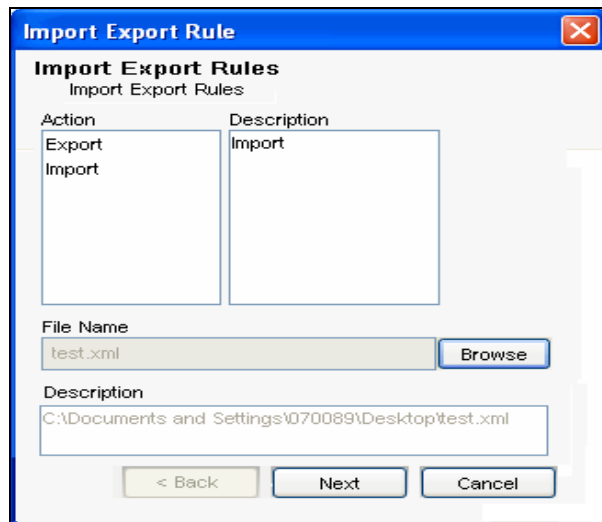 Import Export Rule
Import Export Rules
Import Export Rules
Action
Description
Export
Import
Import
File Name
test.xml
Browse
Description
C:\Documents and Settings\070089\Desktop\test.xml
< Back
Next
Cancel